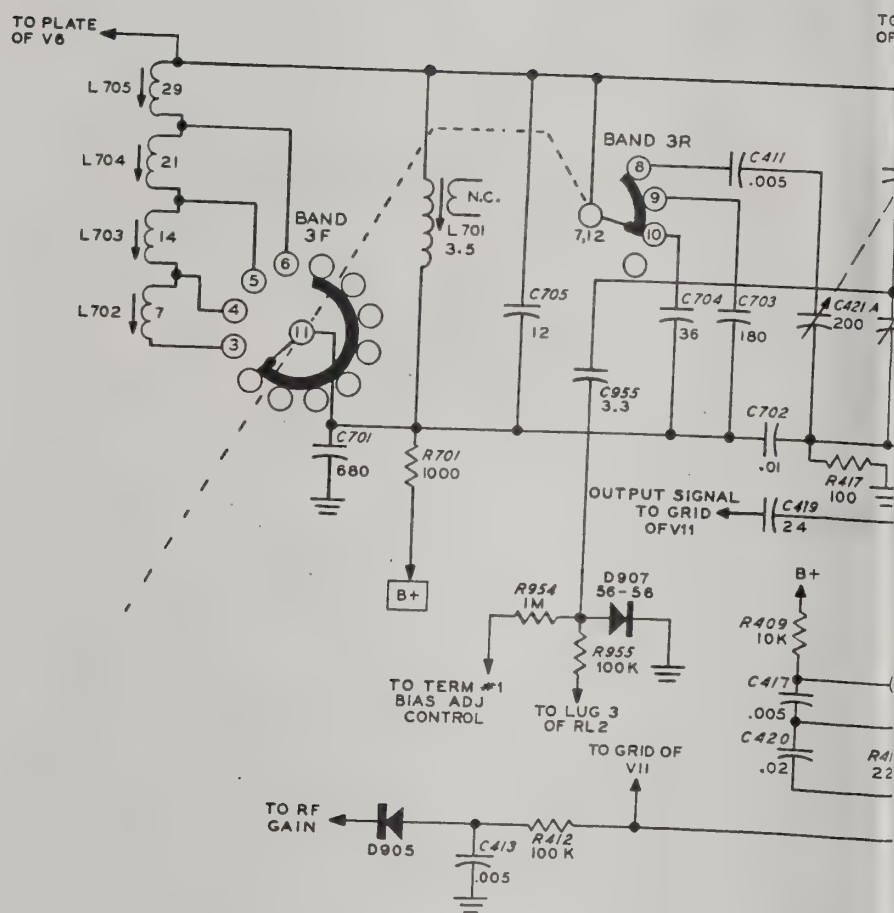 TO PLATE
OF V6
L705
29
L704
21
L703
14
L702
7
6
5
4
3
BAND
3F
11
N.C.
L701
3.5
C705
12
BAND 3R
8
9
10
7,12
C411
.005
C704
36
C703
180
C421A
200
C955
3.3
C701
680
R701
1000
B+
C702
.01
R417
100
OUTPUT SIGNAL
TO GRID
OF V11
C419
24
R954
1M
D907
56-56
R955
100K
TO TERM #1
BIAS ADJ
CONTROL
TO LUG 3
OF RL2
B+
R409
10K
C417
.005
C420
.02
TO GRID OF
V11
TO RF
GAIN
D905
C413
.005
R412
100K
22